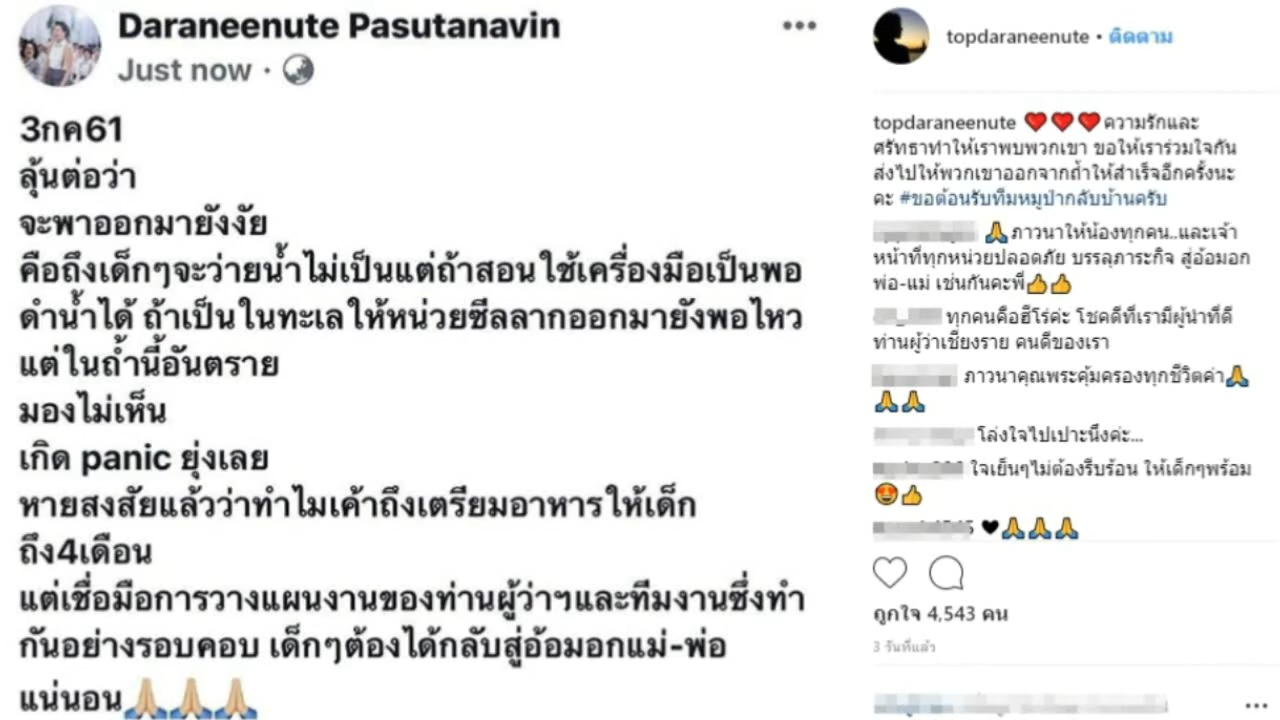 Daraneenute Pasutanavin
Just now ·
3กค61
ลุ้นต่อว่า
จะพาออกมายังงัย
คือถึงเด็กๆจะว่ายน้ำไม่เป็นแต่ถ้าสอนใช้เครื่องมือเป็นพอ
ดำน้ำได้ ถ้าเป็นในทะเลให้หน่วยซีลลากออกมายังพอไหว
แต่ในถ้ำนี้อันตราย
มองไม่เห็น
เกิด panic ยุ่งเลย
หายสงสัยแล้วว่าทำไมเค้าถึงเตรียมอาหารให้เด็ก
ถึง4เดือน
แต่เชื่อมือการวางแผนงานของท่านผู้ว่าฯและทีมงานซึ่งทำ
กันอย่างรอบคอบ เด็กๆต้องได้กลับสู่อ้อมอกแม่-พ่อ
แน่นอน🙏🙏🙏
topdaraneenute • ติดตาม
topdaraneenute ❤️❤️❤️ความรักและ
ศรัทธาทำให้เราพบพวกเขา ขอให้เราร่วมใจกัน
ส่งไปให้พวกเขาออกจากถ้ำให้สำเร็จอีกครั้งนะ
คะ #ขอต้อนรับทีมหมูป่ากลับบ้านครับ
🙏ภาวนาให้น้องทุกคน..และเจ้า
หน้าที่ทุกหน่วยปลอดภัย บรรลุภาระกิจ สู่อ้อมอก
พ่อ-แม่ เช่นกันคะพี่👍👍
ทุกคนคือฮีโร่ค่ะ โชคดีที่เรามีผู้นำที่ดี
ท่านผู้ว่าเชียงราย คนดีของเรา
ภาวนาคุณพระคุ้มครองทุกชีวิตค่า🙏
🙏🙏
โล่งใจไปเปาะนึงค่ะ...
ใจเย็นๆไม่ต้องรีบร้อน ให้เด็กๆพร้อม
🤩👍
🖤🙏🙏🙏
ถูกใจ 4,543 คน
3 วันที่แล้ว